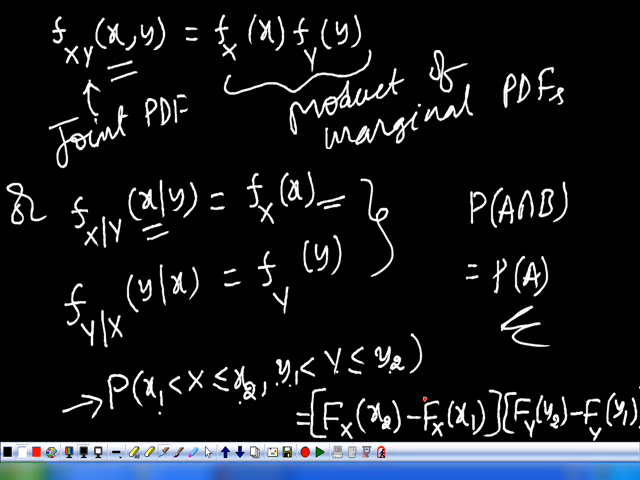 f_XY(x,y) = f_X(x) f_Y(y)
Joint PDF
product of marginal PDFs
or f_X|Y(x|y) = f_X(x)
f_Y|X(y|x) = f_Y(y)
P(A∩B)
= P(A)
→ P(x₁ < X ≤ x₂, y₁ < Y ≤ y₂)
= [F_X(x₂) − F_X(x₁)][F_Y(y₂) − F_Y(y₁)